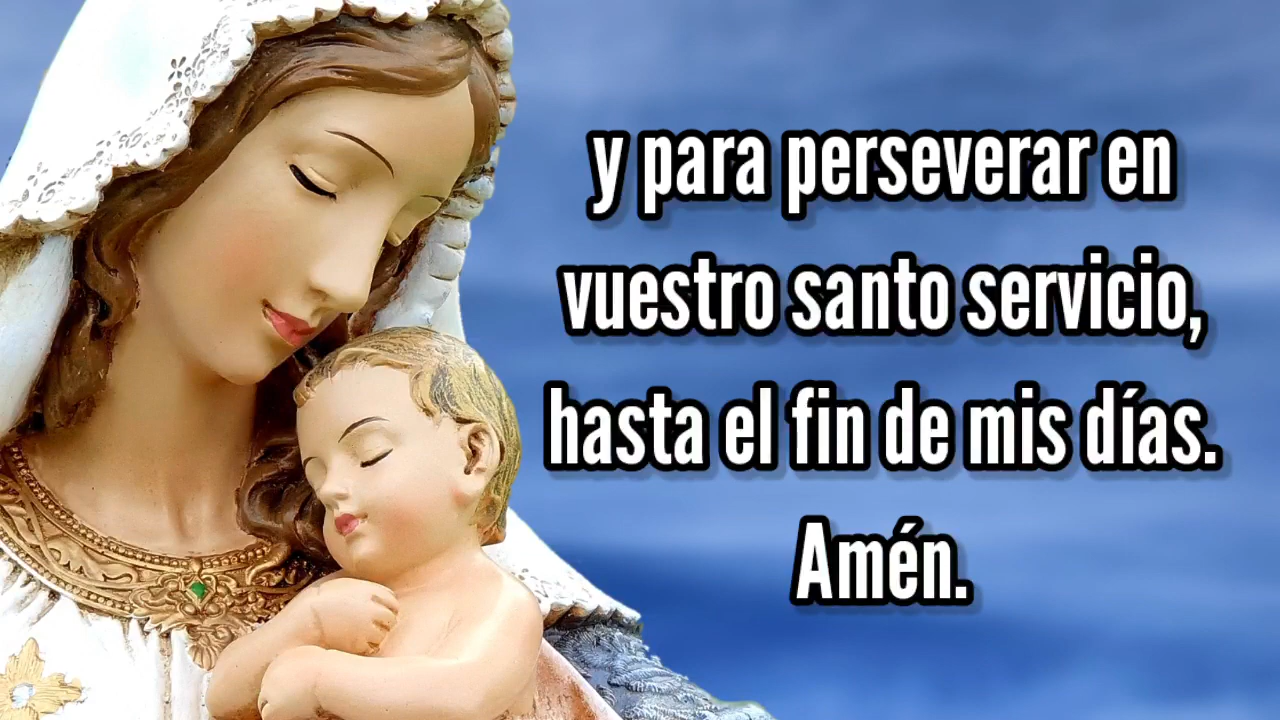 y para perseverar en
vuestro santo servicio,
hasta el fin de mis días.
Amén.